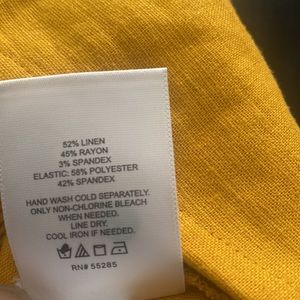 52% LINEN
45% RAYON
3% SPANDEX
ELASTIC: 58% POLYESTER
42% SPANDEX
HAND WASH COLD SEPARATELY.
ONLY NON-CHLORINE BLEACH
WHEN NEEDED.
LINE DRY.
COOL IRON IF NEEDED.
RN# 55285